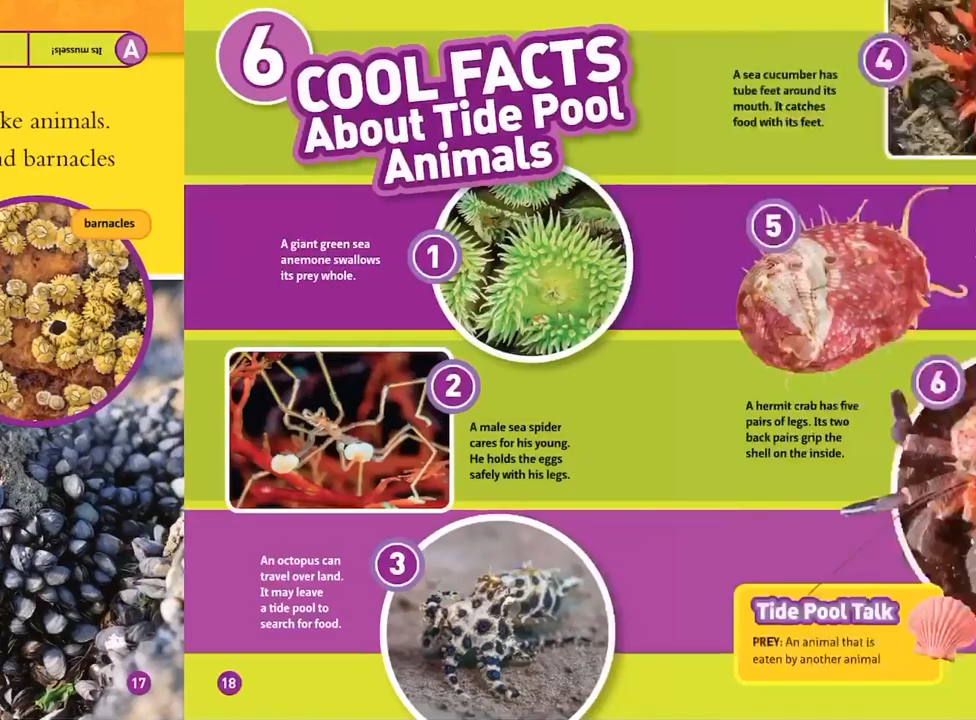 A
Its mussels!
ke animals.
nd barnacles
barnacles
17
6
COOL FACTS
About Tide Pool
Animals
1
A giant green sea
anemone swallows
its prey whole.
2
A male sea spider
cares for his young.
He holds the eggs
safely with his legs.
3
An octopus can
travel over land.
It may leave
a tide pool to
search for food.
18
4
A sea cucumber has
tube feet around its
mouth. It catches
food with its feet.
5
6
A hermit crab has five
pairs of legs. Its two
back pairs grip the
shell on the inside.
Tide Pool Talk
PREY: An animal that is
eaten by another animal